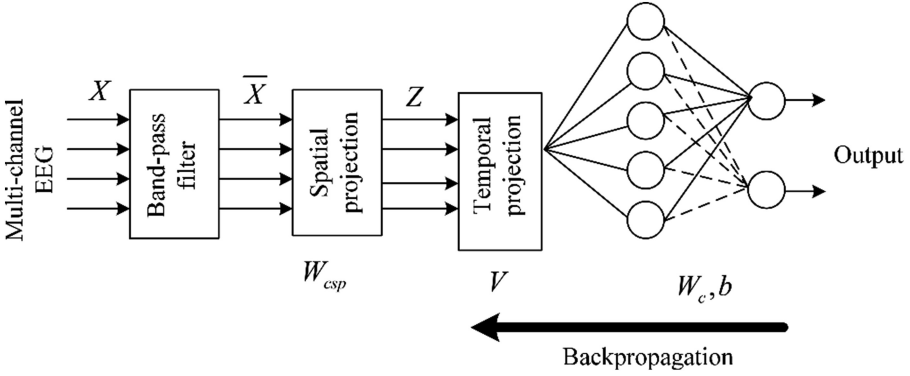 Multi-channel
EEG
X
Band-pass
filter
X̅
Spatial
projection
W_csp
Z
Temporal
projection
V
W_c, b
Output
Backpropagation